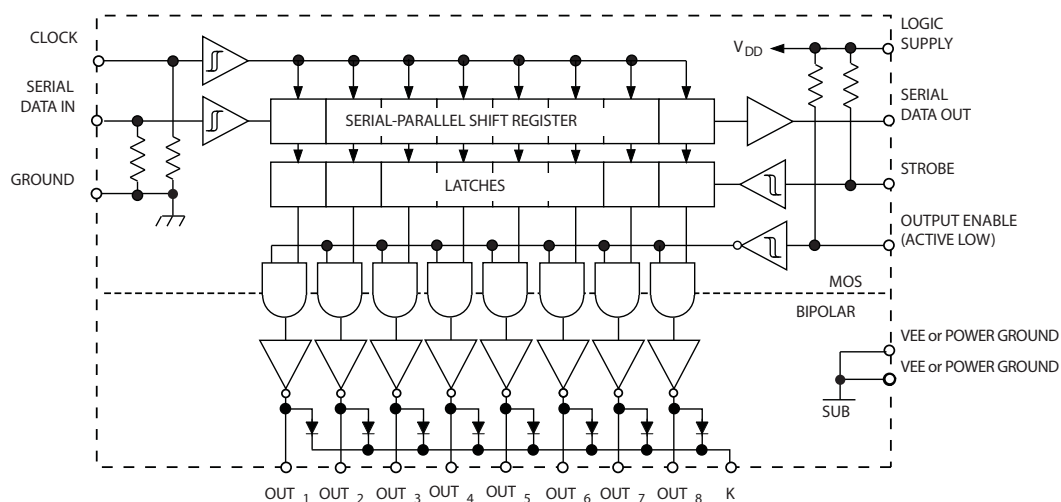 CLOCK
SERIAL
DATA IN
GROUND
SERIAL-PARALLEL SHIFT REGISTER
LATCHES
VDD
LOGIC
SUPPLY
SERIAL
DATA OUT
STROBE
OUTPUT ENABLE
(ACTIVE LOW)
MOS
BIPOLAR
VEE or POWER GROUND
VEE or POWER GROUND
SUB
OUT 1 OUT 2 OUT 3 OUT 4 OUT 5 OUT 6 OUT 7 OUT 8 K